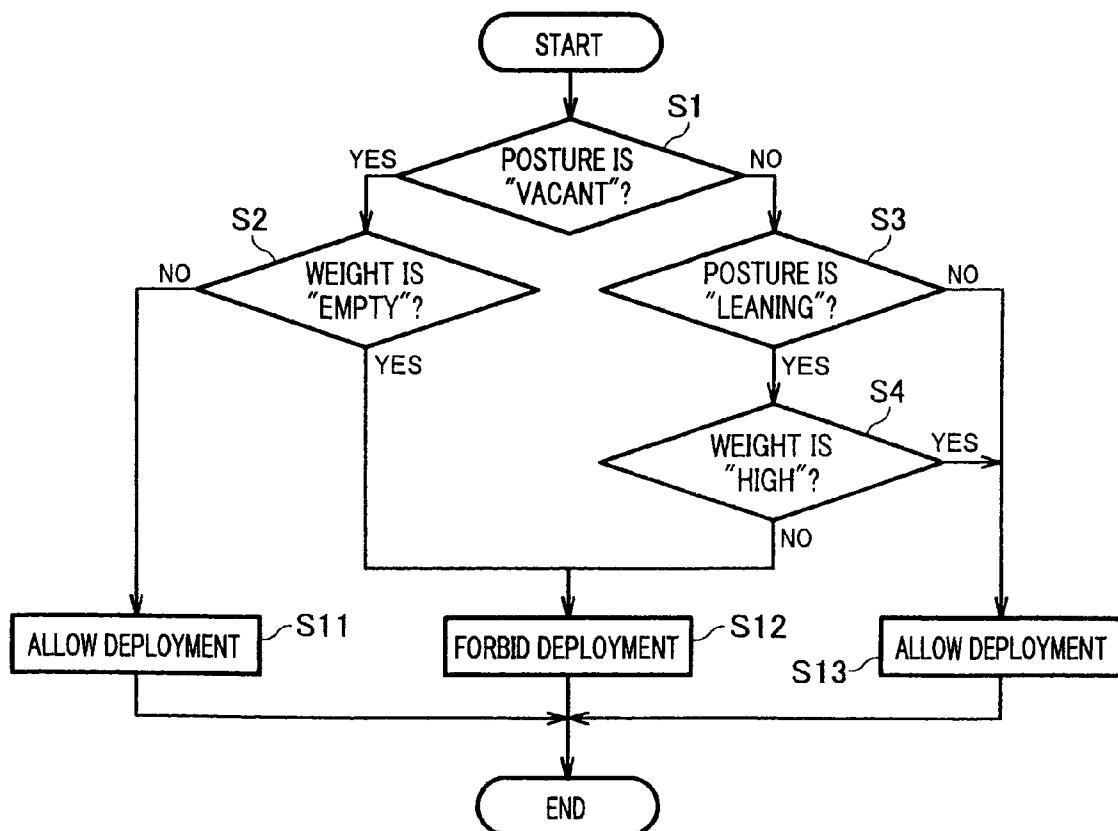 START
S1
YES
POSTURE IS
"VACANT"?
NO
S2
S3
NO
WEIGHT IS
"EMPTY"?
POSTURE IS
"LEANING"?
NO
YES
YES
S4
WEIGHT IS
"HIGH"?
YES
NO
ALLOW DEPLOYMENT
S11
FORBID DEPLOYMENT
S12
ALLOW DEPLOYMENT
S13
END